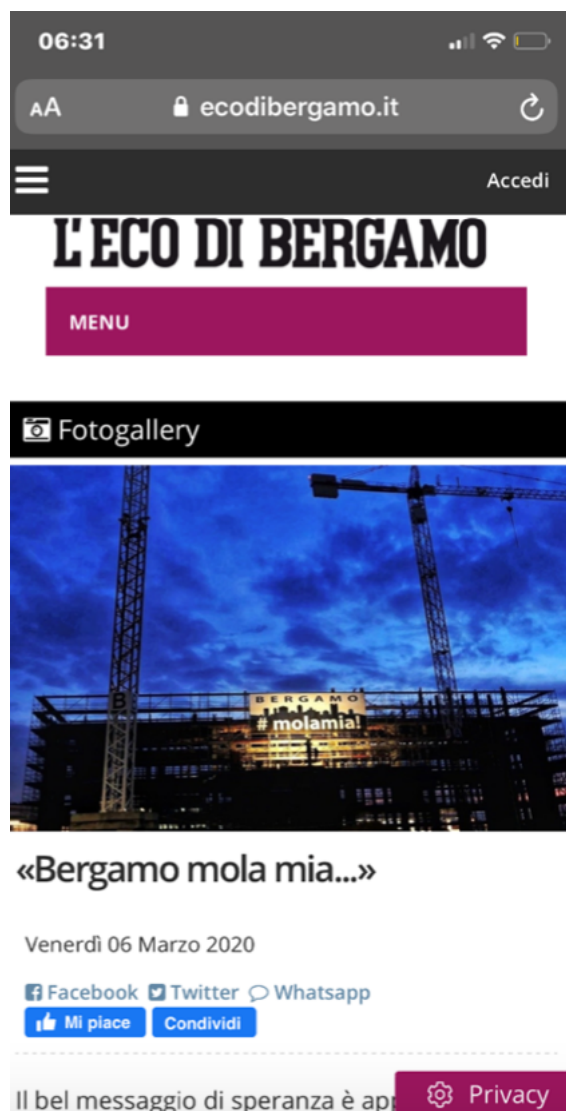 06:31
AA ecodibergamo.it
Accedi
L'ECO DI BERGAMO
MENU
Fotogallery
B
BERGAMO
# molamia!
«Bergamo mola mia...»
Venerdì 06 Marzo 2020
Facebook Twitter Whatsapp
Mi piace Condividi
Il bel messaggio di speranza è
Privacy